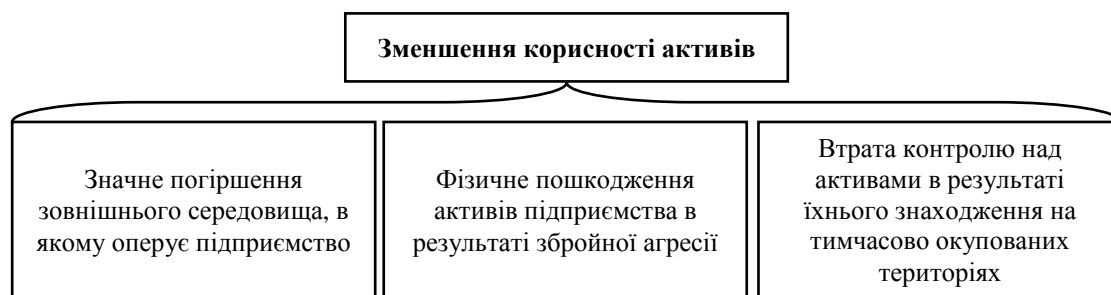 Зменшення корисності активів
Значне погіршення
зовнішнього середовища, в
якому оперує підприємство
Фізичне пошкодження
активів підприємства в
результаті збройної агресії
Втрата контролю над
активами в результаті
їхнього знаходження на
тимчасово окупованих
територіях